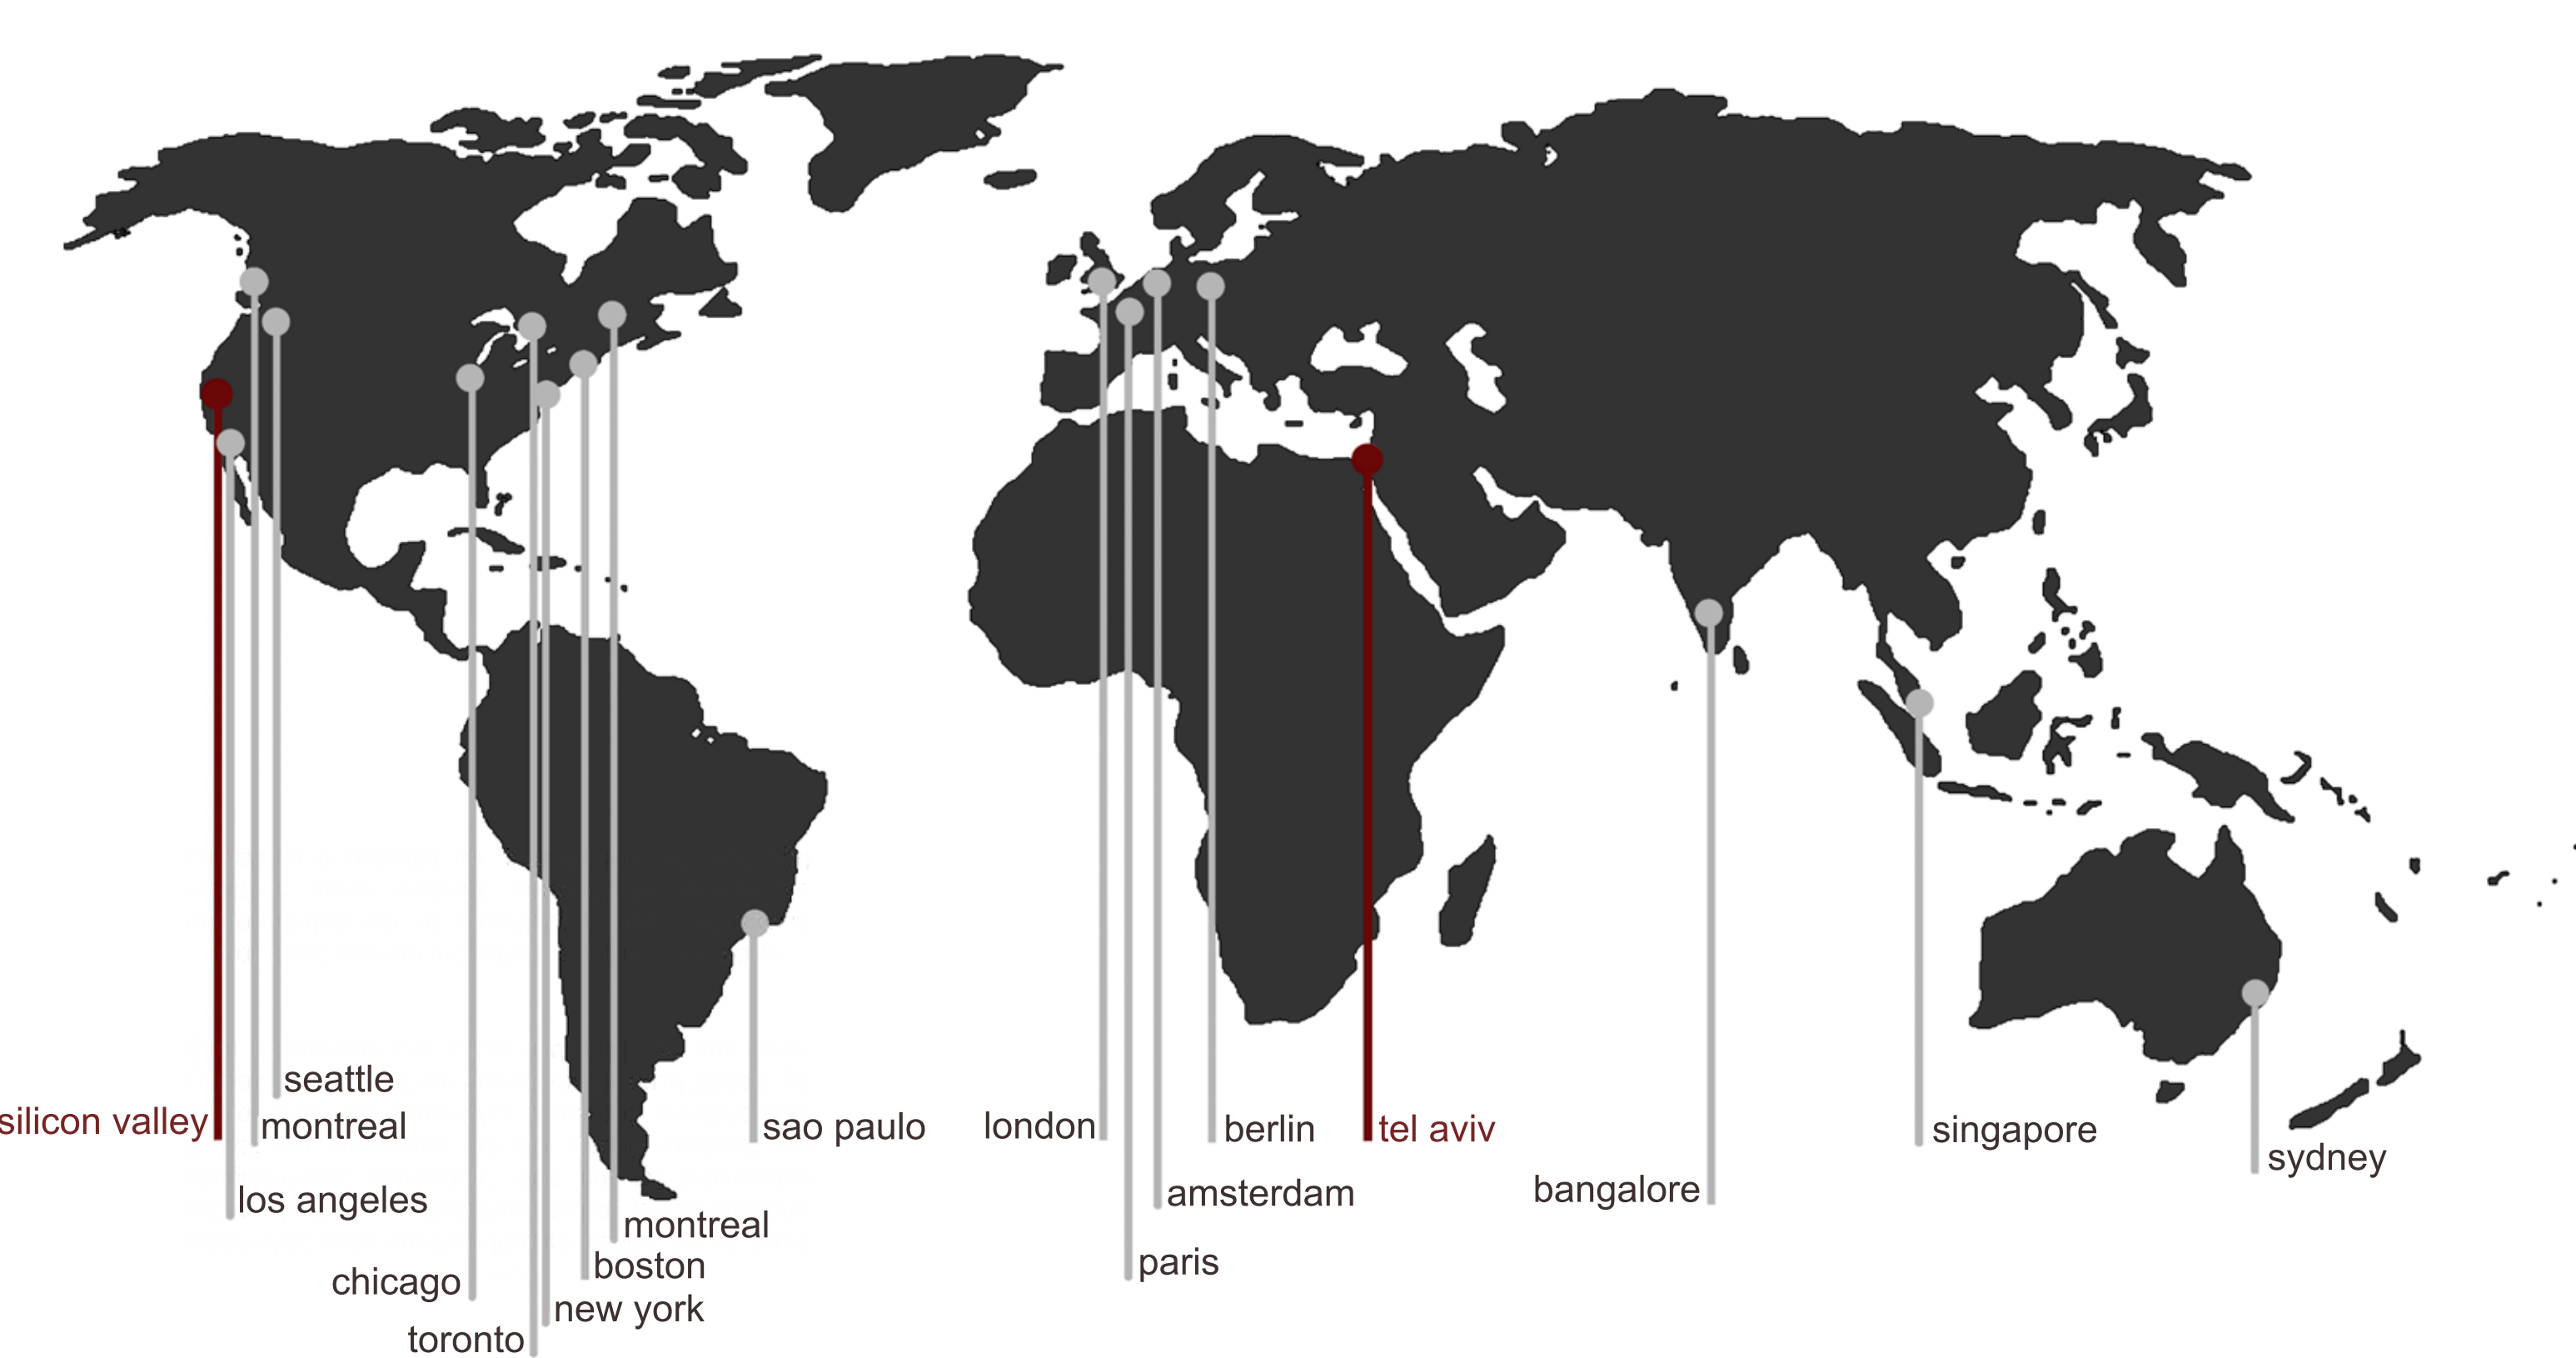 seattle
silicon valley
montreal
los angeles
chicago
toronto
new york
boston
montreal
sao paulo
london
paris
amsterdam
berlin
tel aviv
bangalore
singapore
sydney